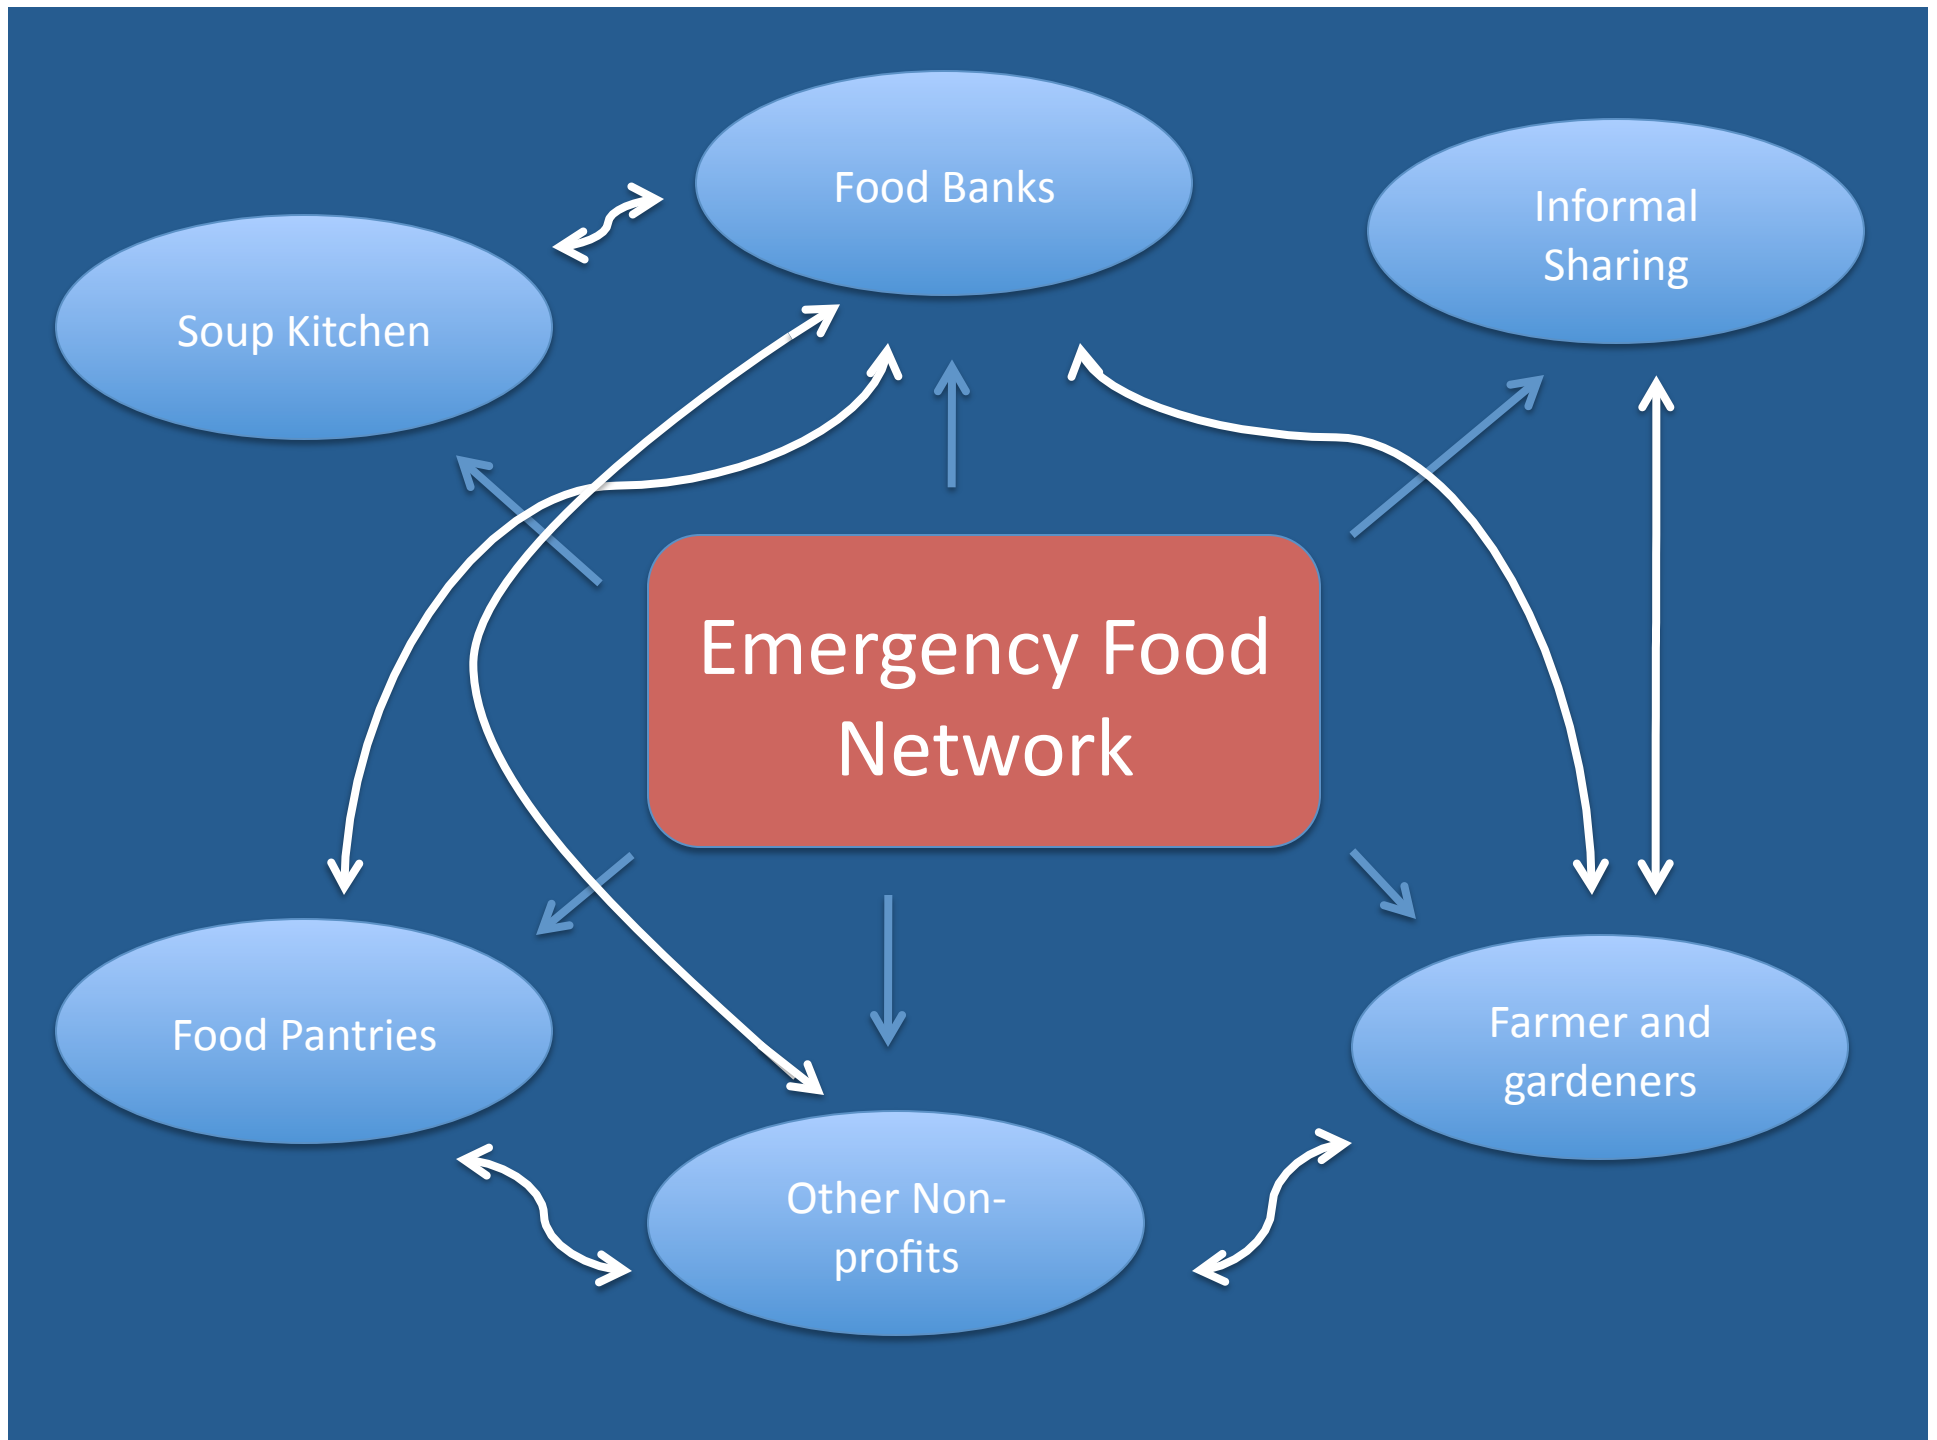 Food Banks
Informal
Sharing
Soup Kitchen
Emergency Food
Network
Food Pantries
Farmer and
gardeners
Other Non-
profits